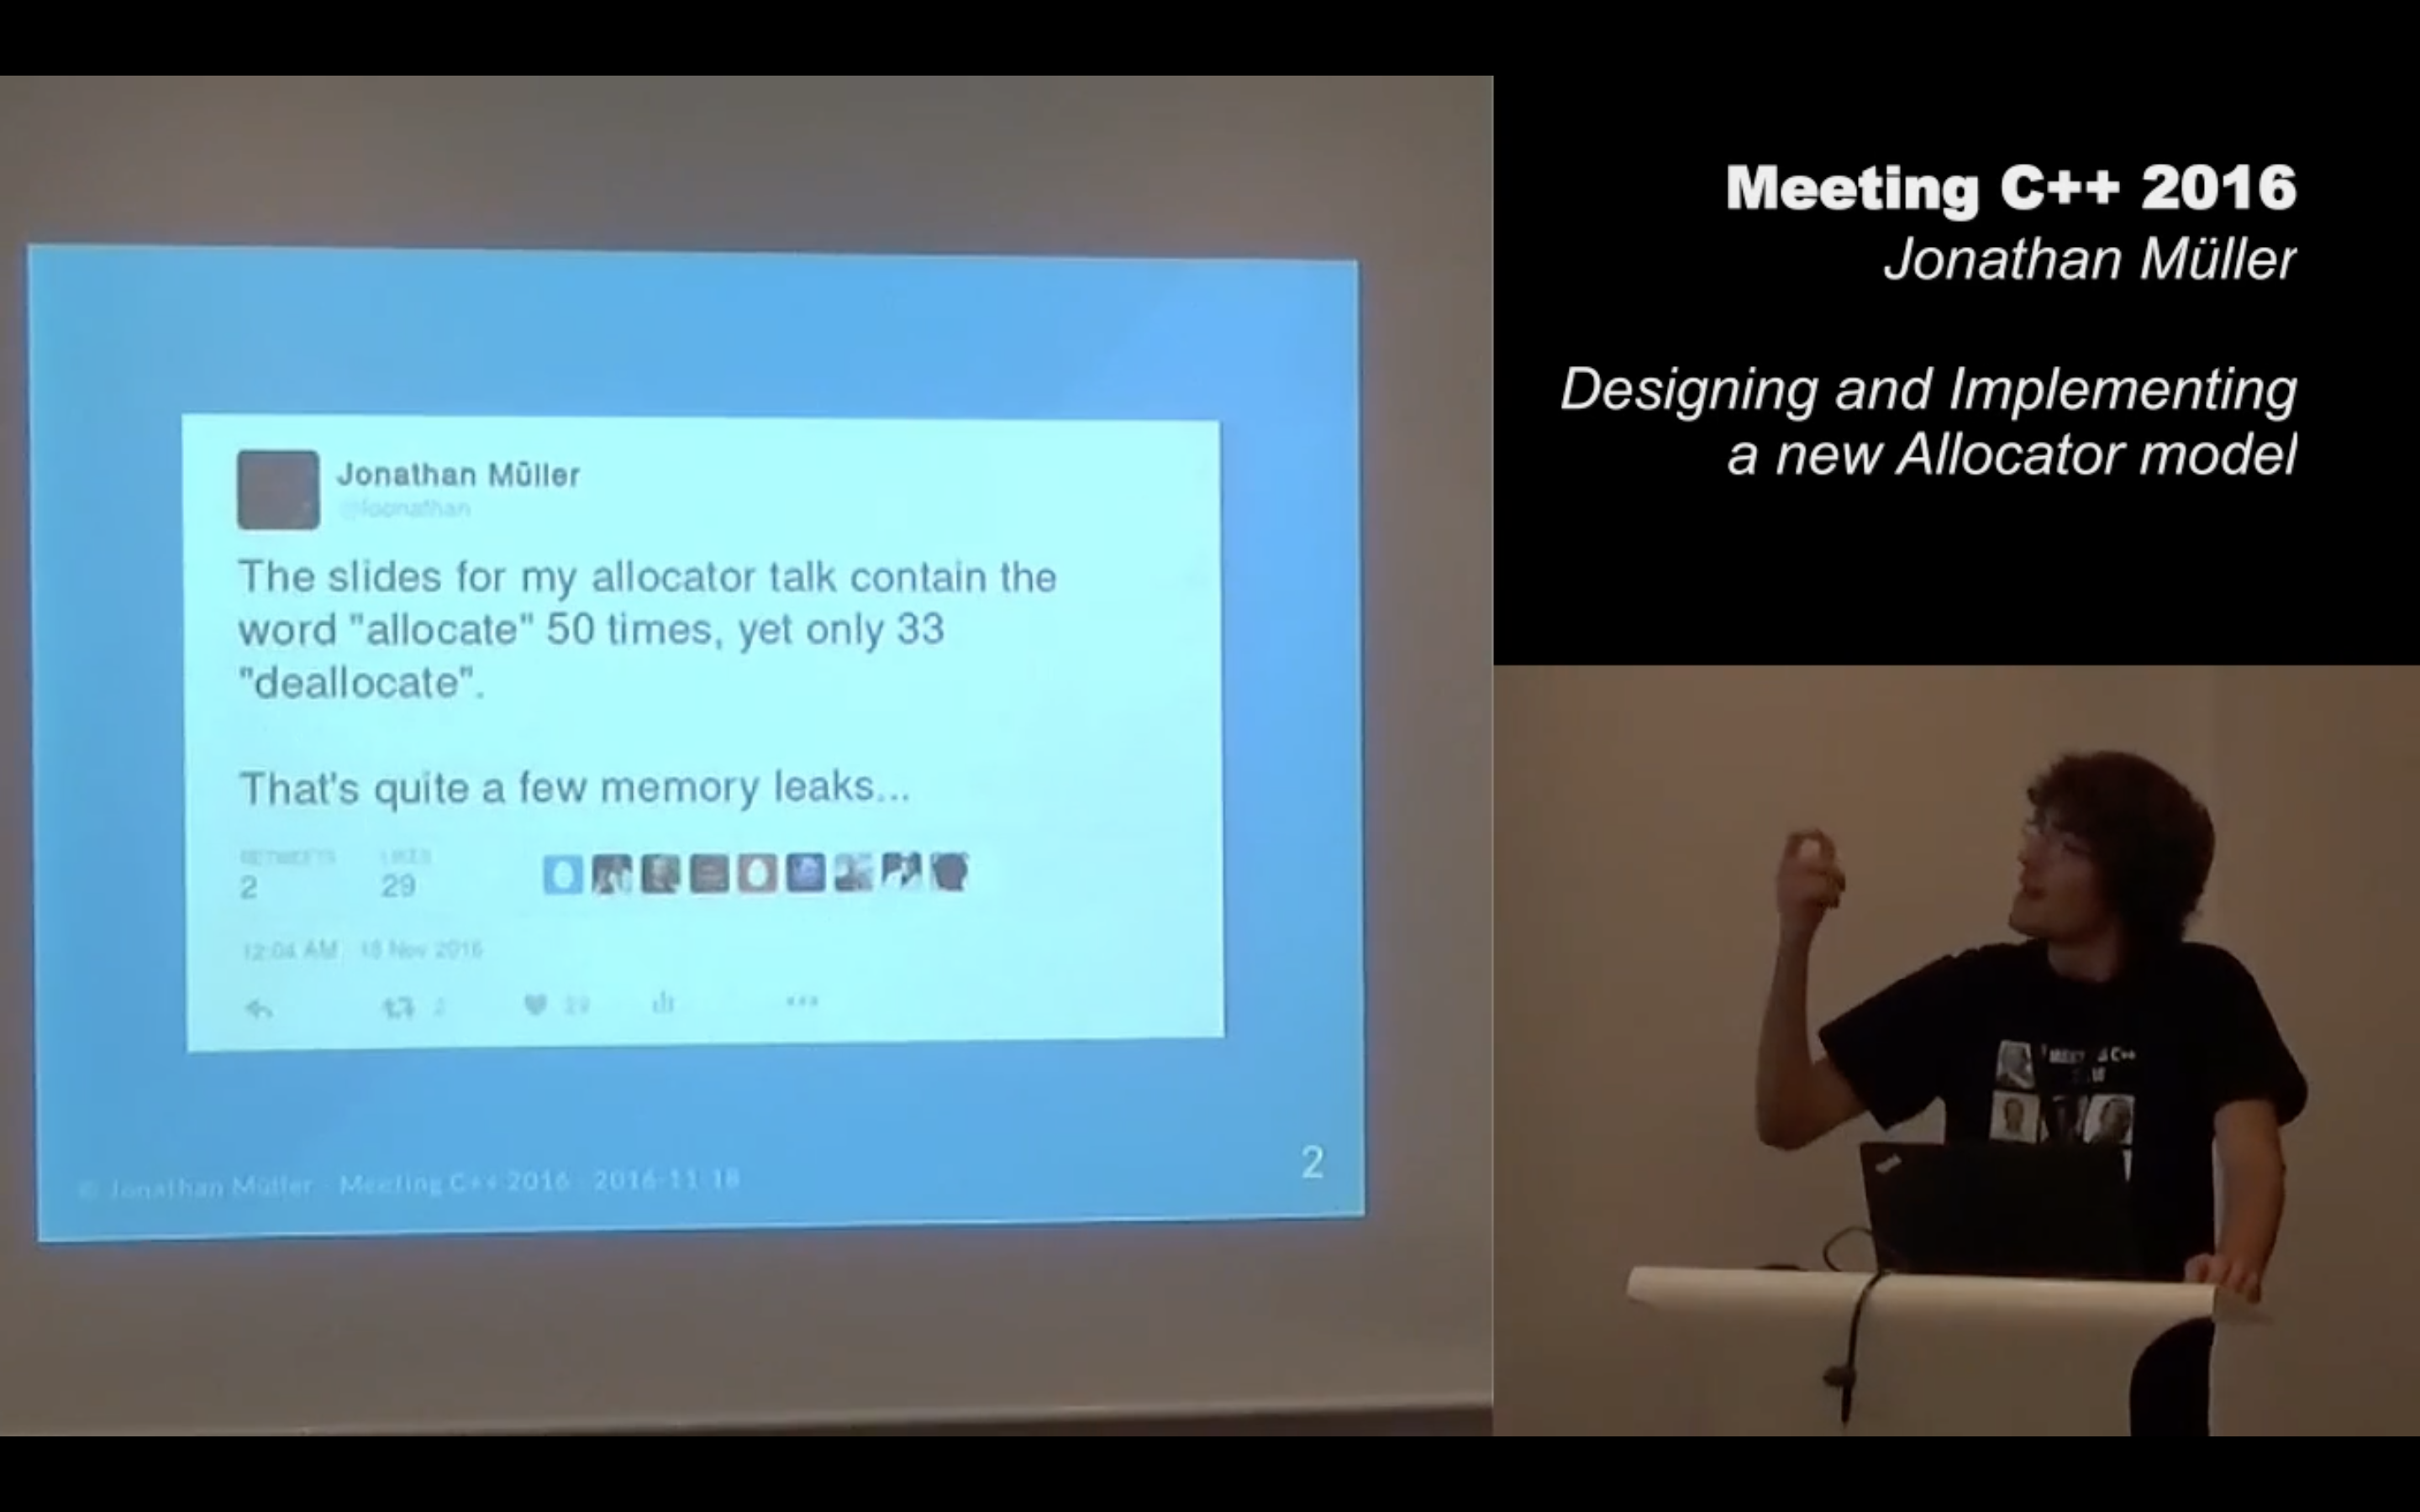 Jonathan Müller
@foonathan
The slides for my allocator talk contain the
word "allocate" 50 times, yet only 33
"deallocate".
That's quite a few memory leaks...
RETWEETS LIKES
2 29
12:04 AM 18 Nov 2016
2 29
© Jonathan Müller - Meeting C++ 2016 - 2016-11-18
2
Meeting C++ 2016
Jonathan Müller
Designing and Implementing
a new Allocator model
C++